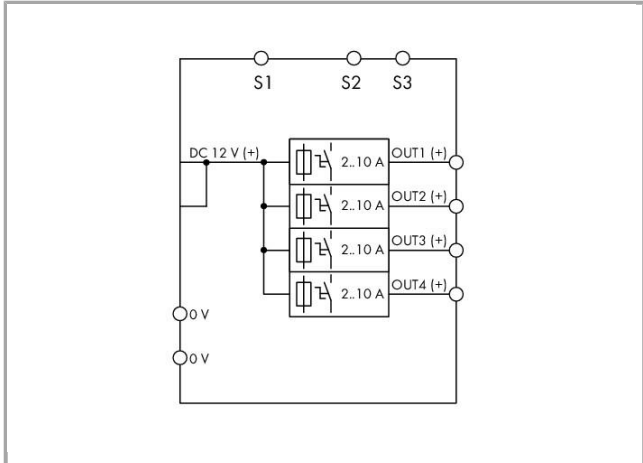 S1 S2 S3
DC 12 V (+) 2..10 A OUT1 (+)
2..10 A OUT2 (+)
2..10 A OUT3 (+)
2..10 A OUT4 (+)
0 V
0 V